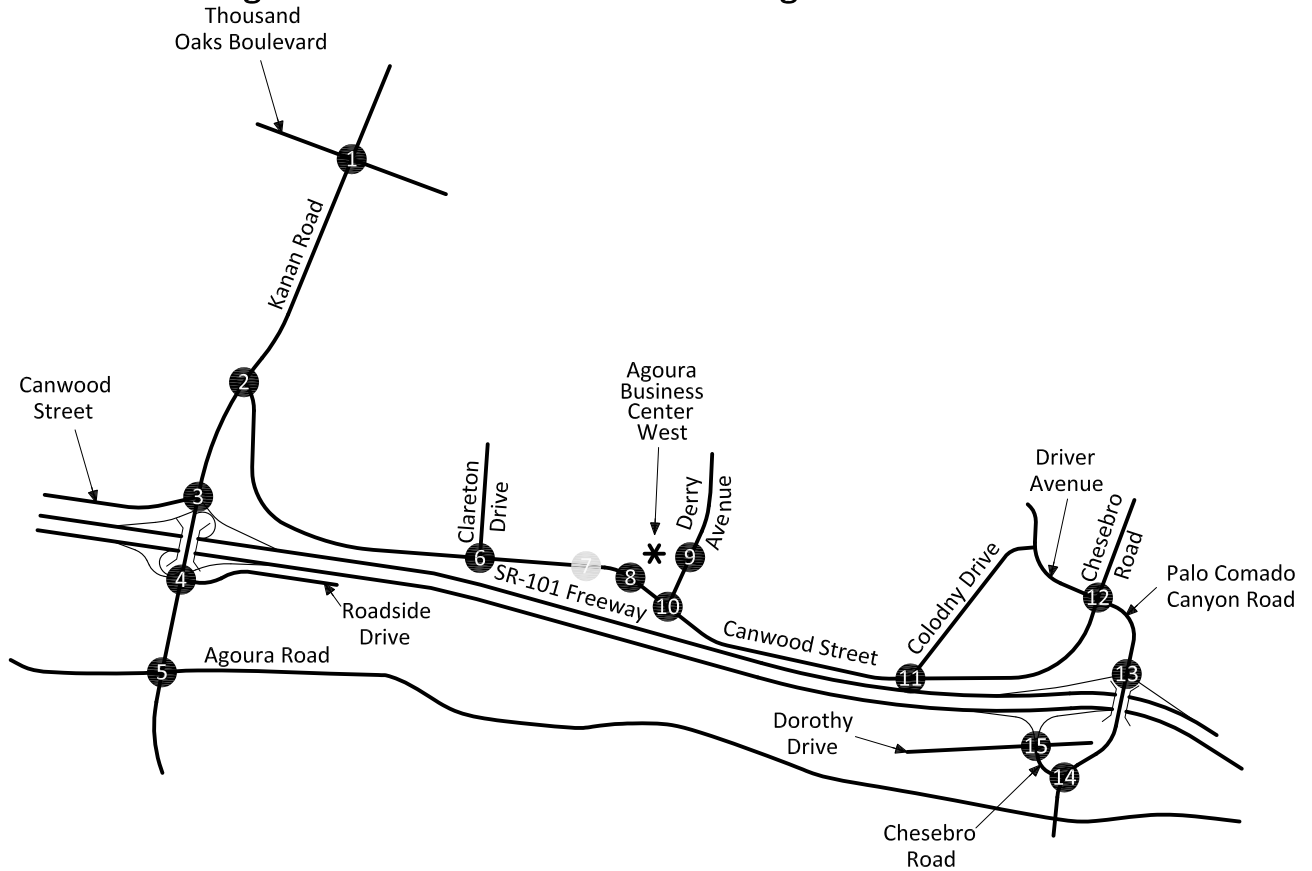 Thousand
Oaks Boulevard
1
Kanan Road
2
Canwood
Street
3
4
Roadside
Drive
5
Agoura Road
Clareton
Drive
6
7
SR-101 Freeway
8
Agoura
Business
Center
West
*
Derry
Avenue
9
10
Canwood Street
Colodny Drive
11
Driver
Avenue
Chesebro
Road
12
Palo Comado
Canyon Road
13
Dorothy
Drive
15
14
Chesebro
Road